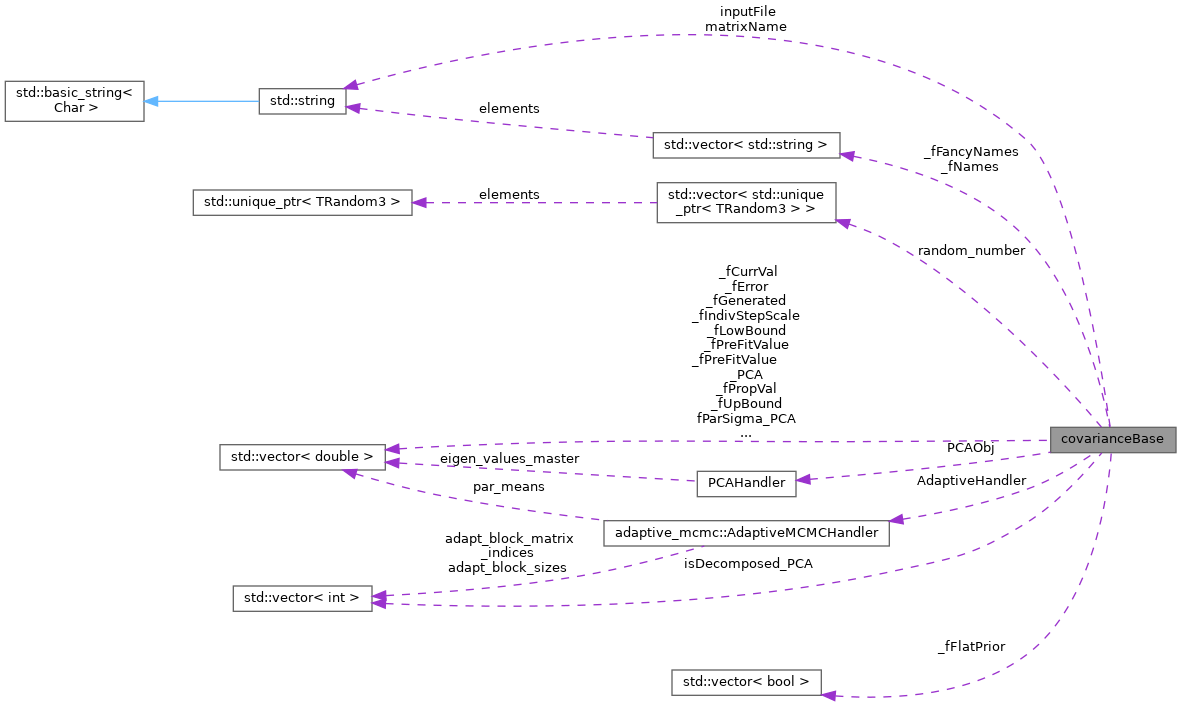 inputFile
matrixName
std::basic_string<
Char >
std::string
elements
std::vector< std::string >
_fFancyNames
_fNames
std::unique_ptr< TRandom3 >
elements
std::vector< std::unique
_ptr< TRandom3 > >
random_number
_fCurrVal
_fError
_fGenerated
_fIndivStepScale
_fLowBound
_fPreFitValue
_fPreFitValue
_PCA
_fPropVal
_fUpBound
fParSigma_PCA
...
covarianceBase
std::vector< double >
eigen_values_master
PCAObj
PCAHandler
par_means
AdaptiveHandler
adaptive_mcmc::AdaptiveMCMCHandler
adapt_block_matrix
_indices
adapt_block_sizes
isDecomposed_PCA
std::vector< int >
_fFlatPrior
std::vector< bool >